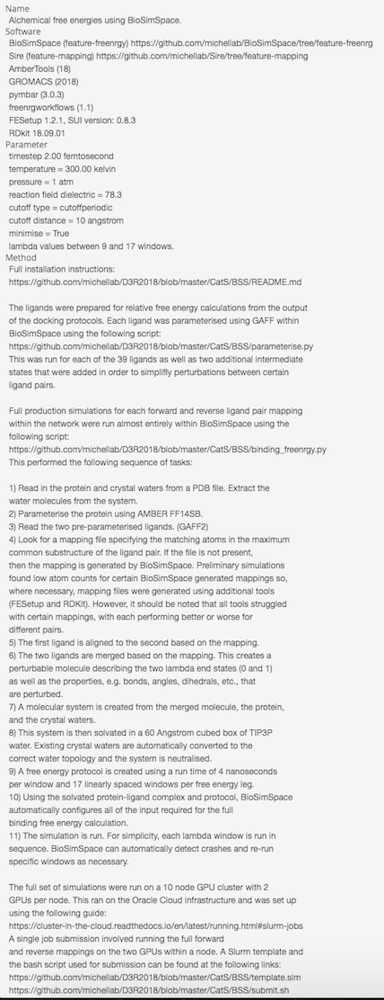 Name
Alchemical free energies using BioSimSpace.
Software
BioSimSpace (feature-freenrgy) https://github.com/michellab/BioSimSpace/tree/feature-freenrg
Sire (feature-mapping) https://github.com/michellab/Sire/tree/feature-mapping
AmberTools (18)
GROMACS (2018)
pymbar (3.0.3)
freenrgworkflows (1.1)
FESetup 1.2.1, SUI version: 0.8.3
RDkit 18.09.01
Parameter
timestep 2.00 femtosecond
temperature = 300.00 kelvin
pressure = 1 atm
reaction field dielectric = 78.3
cutoff type = cutoffperiodic
cutoff distance = 10 angstrom
minimise = True
lambda values between 9 and 17 windows.
Method
Full installation instructions:
https://github.com/michellab/D3R2018/blob/master/CatS/BSS/README.md
The ligands were prepared for relative free energy calculations from the output
of the docking protocols. Each ligand was parameterised using GAFF within
BioSimSpace using the following script:
https://github.com/michellab/D3R2018/blob/master/CatS/BSS/parameterise.py
This was run for each of the 39 ligands as well as two additional intermediate
states that were added in order to simplifly perturbations between certain
ligand pairs.
Full production simulations for each forward and reverse ligand pair mapping
within the network were run almost entirely within BioSimSpace using the
following script:
https://github.com/michellab/D3R2018/blob/master/CatS/BSS/binding_freenrgy.py
This performed the following sequence of tasks:
1) Read in the protein and crystal waters from a PDB file. Extract the
water molecules from the system.
2) Parameterise the protein using AMBER FF14SB.
3) Read the two pre-parameterised ligands. (GAFF2)
4) Look for a mapping file specifying the matching atoms in the maximum
common substructure of the ligand pair. If the file is not present,
then the mapping is generated by BioSimSpace. Preliminary simulations
found low atom counts for certain BioSimSpace generated mappings so,
where necessary, mapping files were generated using additional tools
(FESetup and RDKit). However, it should be noted that all tools struggled
with certain mappings, with each performing better or worse for
different pairs.
5) The first ligand is aligned to the second based on the mapping.
6) The two ligands are merged based on the mapping. This creates a
perturbable molecule describing the two lambda end states (0 and 1)
as well as the properties, e.g. bonds, angles, dihedrals, etc., that
are perturbed.
7) A molecular system is created from the merged molecule, the protein,
and the crystal waters.
8) This system is then solvated in a 60 Angstrom cubed box of TIP3P
water. Existing crystal waters are automatically converted to the
correct water topology and the system is neutralised.
9) A free energy protocol is created using a run time of 4 nanoseconds
per window and 17 linearly spaced windows per free energy leg.
10) Using the solvated protein-ligand complex and protocol, BioSimSpace
automatically configures all of the input required for the full
binding free energy calculation.
11) The simulation is run. For simplicity, each lambda window is run in
sequence. BioSimSpace can automatically detect crashes and re-run
specific windows as necessary.
The full set of simulations were run on a 10 node GPU cluster with 2
GPUs per node. This ran on the Oracle Cloud infrastructure and was set up
using the following guide:
https://cluster-in-the-cloud.readthedocs.io/en/latest/running.html#slurm-jobs
A single job submission involved running the full forward
and reverse mappings on the two GPUs within a node. A Slurm template and
the bash script used for submission can be found at the following links:
https://github.com/michellab/D3R2018/blob/master/CatS/BSS/template.slm
https://github.com/michellab/D3R2018/blob/master/CatS/BSS/submit.sh